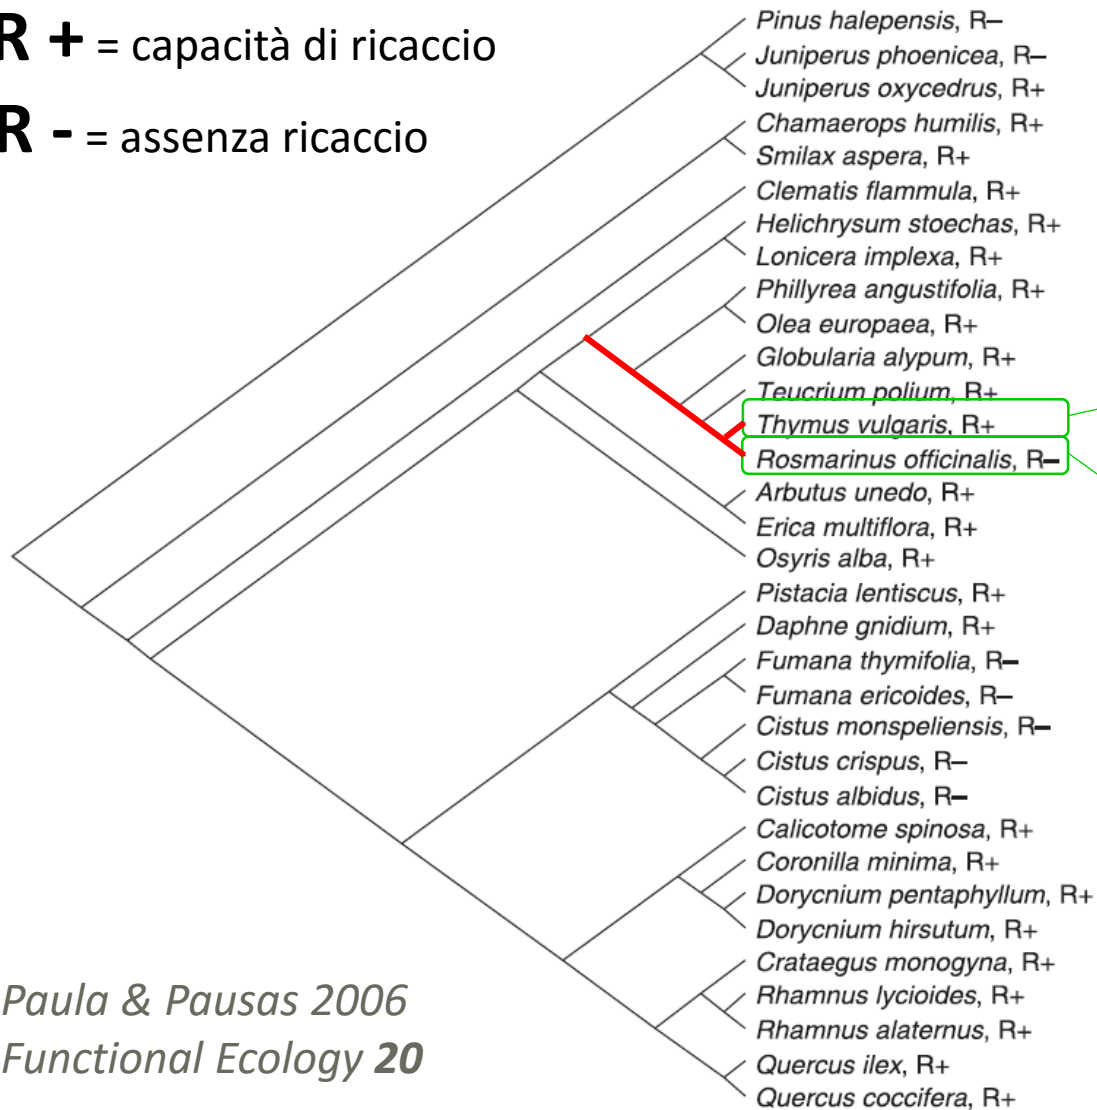 R + = capacità di ricaccio
R - = assenza ricaccio
Pinus halepensis, R–
Juniperus phoenicea, R–
Juniperus oxycedrus, R+
Chamaerops humilis, R+
Smilax aspera, R+
Clematis flammula, R+
Helichrysum stoechas, R+
Lonicera implexa, R+
Phillyrea angustifolia, R+
Olea europaea, R+
Globularia alypum, R+
Teucrium polium, R+
Thymus vulgaris, R+
Rosmarinus officinalis, R–
Arbutus unedo, R+
Erica multiflora, R+
Osyris alba, R+
Pistacia lentiscus, R+
Daphne gnidium, R+
Fumana thymifolia, R–
Fumana ericoides, R–
Cistus monspeliensis, R–
Cistus crispus, R–
Cistus albidus, R–
Calicotome spinosa, R+
Coronilla minima, R+
Dorycnium pentaphyllum, R+
Dorycnium hirsutum, R+
Crataegus monogyna, R+
Rhamnus lycioides, R+
Rhamnus alaternus, R+
Quercus ilex, R+
Quercus coccifera, R+
Paula & Pausas 2006
Functional Ecology 20